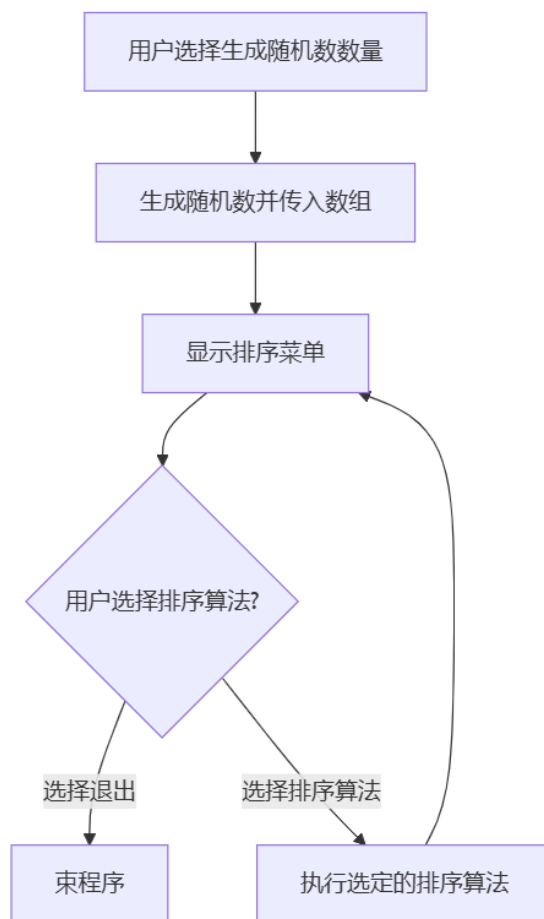 用户选择生成随机数数量
生成随机数并传入数组
显示排序菜单
用户选择排序算法?
选择退出
选择排序算法
束程序
执行选定的排序算法